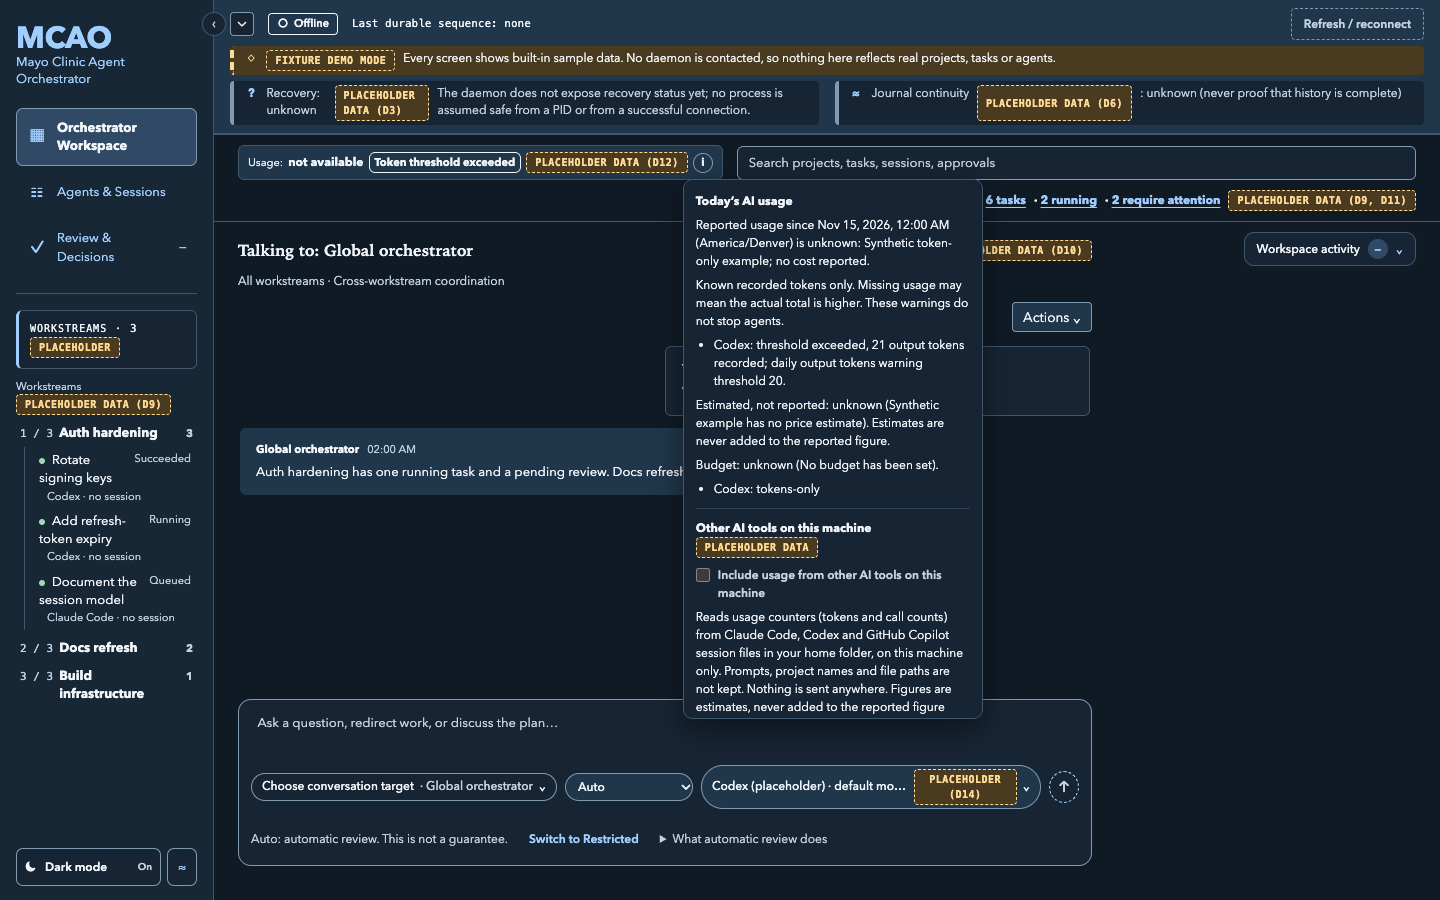 MCAO
Mayo Clinic Agent
Orchestrator
Orchestrator
Workspace
Agents & Sessions
Review &
Decisions
–
WORKSTREAMS · 3
PLACEHOLDER
Workstreams
PLACEHOLDER DATA (D9)
1 / 3 Auth hardening 3
Rotate
signing keys
Succeeded
Codex · no session
Add refresh-
token expiry
Running
Codex · no session
Document the
session model
Queued
Claude Code · no session
2 / 3 Docs refresh 2
3 / 3 Build
infrastructure
1
Dark mode On
≈
Offline
Last durable sequence: none
Refresh / reconnect
FIXTURE DEMO MODE Every screen shows built-in sample data. No daemon is contacted, so nothing here reflects real projects, tasks or agents.
? Recovery:
unknown
PLACEHOLDER
DATA (D3)
The daemon does not expose recovery status yet; no process is
assumed safe from a PID or from a successful connection.
≈ Journal continuity PLACEHOLDER DATA (D6) : unknown (never proof that history is complete)
Usage: not available Token threshold exceeded PLACEHOLDER DATA (D12) i
Search projects, tasks, sessions, approvals
6 tasks · 2 running · 2 require attention PLACEHOLDER DATA (D9, D11)
Talking to: Global orchestrator
All workstreams · Cross-workstream coordination
DATA (D10)
Workspace activity –
Actions
Global orchestrator 02:00 AM
Auth hardening has one running task and a pending review. Docs refresh
Today's AI usage
Reported usage since Nov 15, 2026, 12:00 AM
(America/Denver) is unknown: Synthetic token-
only example; no cost reported.
Known recorded tokens only. Missing usage may
mean the actual total is higher. These warnings do
not stop agents.
• Codex: threshold exceeded, 21 output tokens
recorded; daily output tokens warning
threshold 20.
Estimated, not reported: unknown (Synthetic
example has no price estimate). Estimates are
never added to the reported figure.
Budget: unknown (No budget has been set).
• Codex: tokens-only
Other AI tools on this machine
PLACEHOLDER DATA
Include usage from other AI tools on this
machine
Reads usage counters (tokens and call counts)
from Claude Code, Codex and GitHub Copilot
session files in your home folder, on this machine
only. Prompts, project names and file paths are
not kept. Nothing is sent anywhere. Figures are
estimates, never added to the reported figure
Ask a question, redirect work, or discuss the plan…
Choose conversation target · Global orchestrator
Auto
Codex (placeholder) · default mo…
PLACEHOLDER
(D14)
Auto: automatic review. This is not a guarantee.
Switch to Restricted
What automatic review does